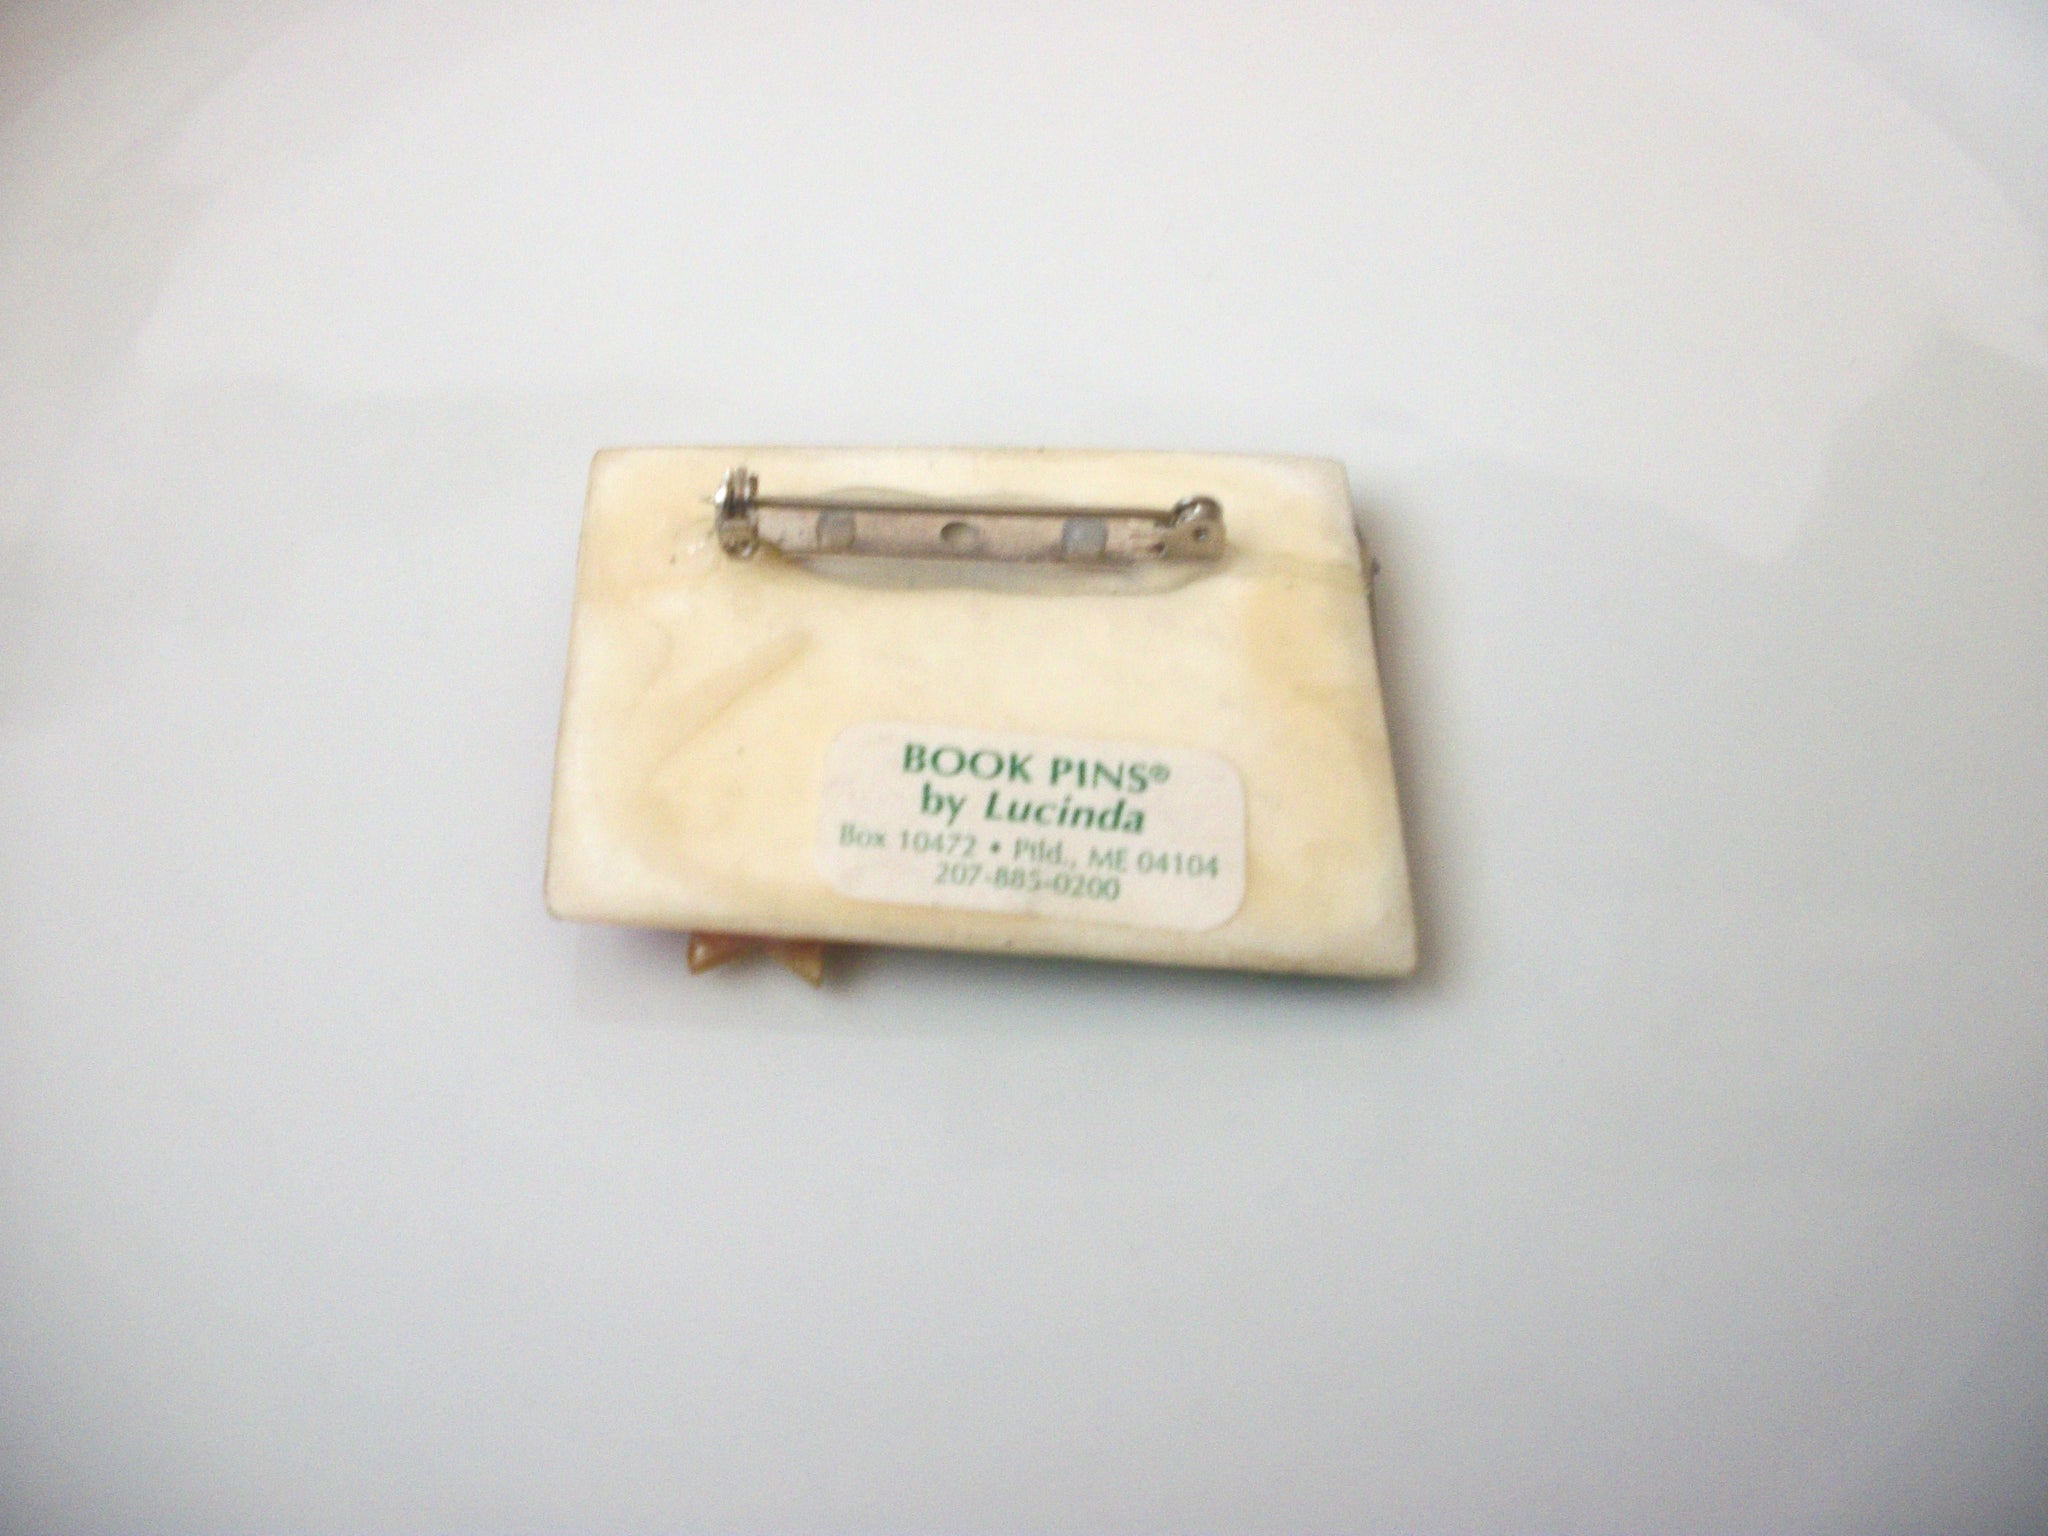 BOOK PINS®
by Lucinda
Box 10472 • Ptld., ME 04104
207-885-0200